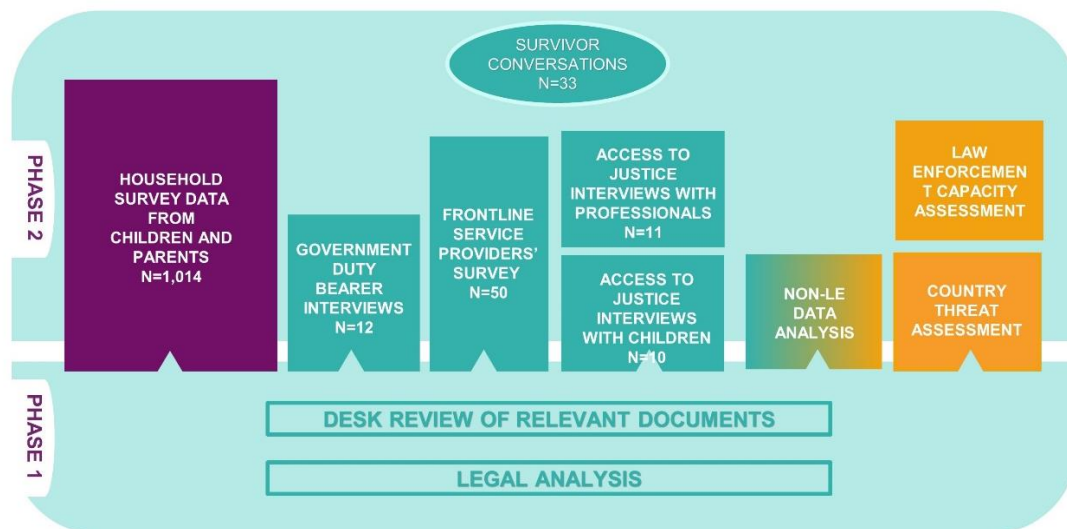 SURVIVOR
CONVERSATIONS
N=33
PHASE 2
HOUSEHOLD
SURVEY DATA
FROM
CHILDREN AND
PARENTS
N=1,014
GOVERNMENT
DUTY
BEARER
INTERVIEWS
N=12
FRONTLINE
SERVICE
PROVIDERS’
SURVEY
N=50
ACCESS TO
JUSTICE
INTERVIEWS WITH
PROFESSIONALS
N=11
ACCESS TO
JUSTICE
INTERVIEWS
WITH CHILDREN
N=10
NON-LE
DATA
ANALYSIS
LAW
ENFORCEMEN
T CAPACITY
ASSESSMENT
COUNTRY
THREAT
ASSESSMENT
PHASE 1
DESK REVIEW OF RELEVANT DOCUMENTS
LEGAL ANALYSIS